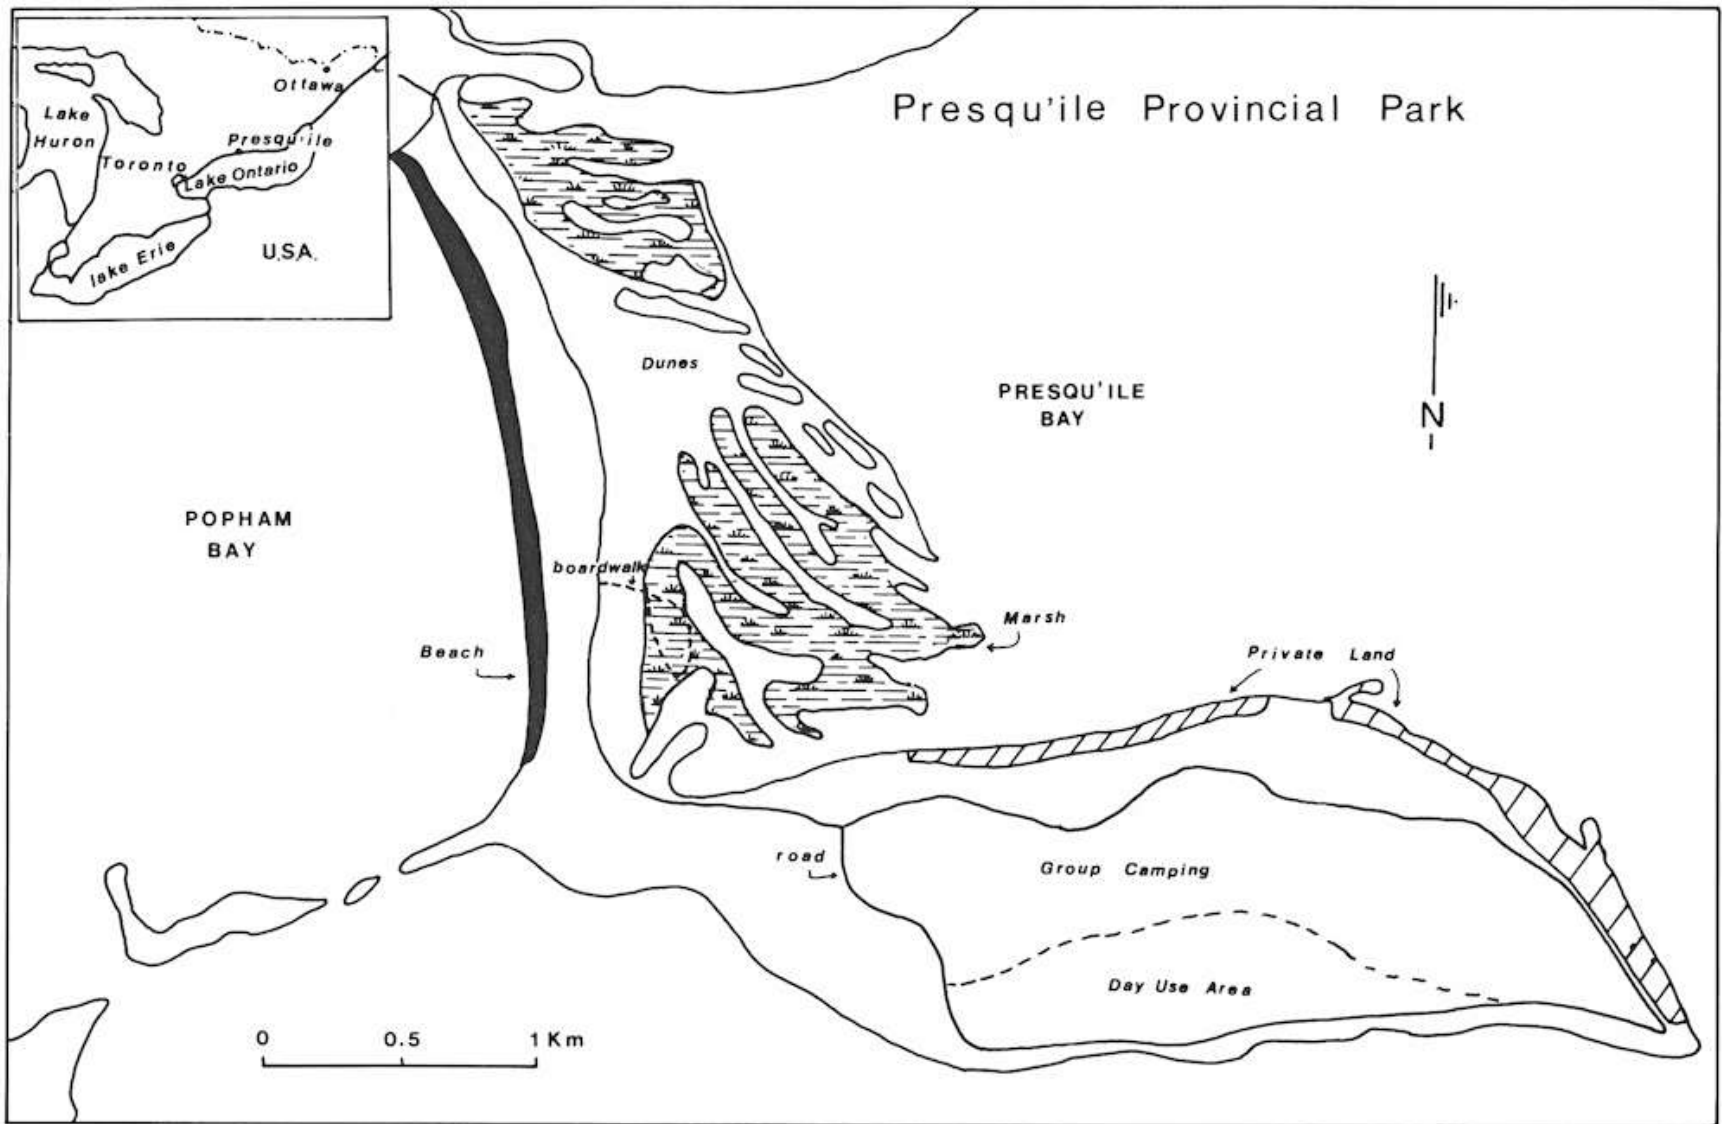 Presqu'ile Provincial Park
Ottawa
Lake
Huron
Presqu'ile
Toronto
Lake Ontario
lake Erie
U.S.A.
Dunes
PRESQU'ILE
BAY
N
POPHAM
BAY
boardwalk
Marsh
Beach
Private Land
road
Group Camping
Day Use Area
0 0.5 1 Km